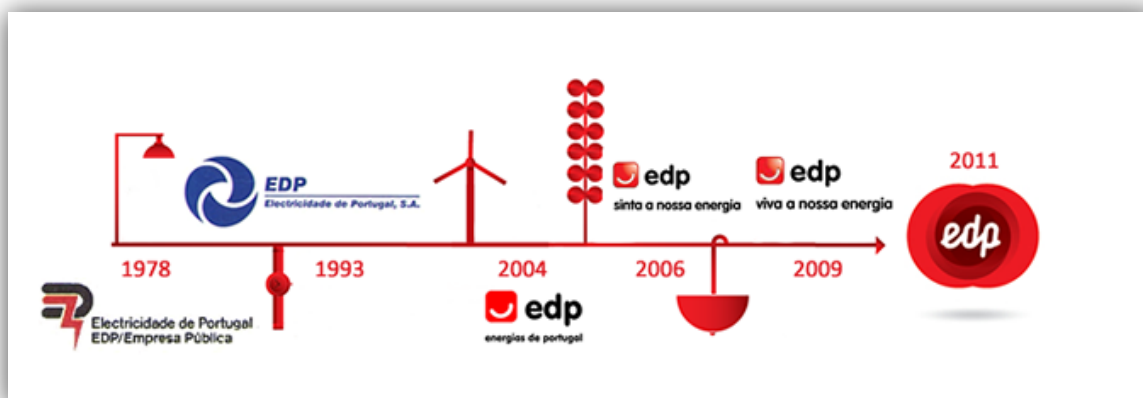 1978
Electricidade de Portugal
EDP/Empresa Pública
EDP
Electricidade de Portugal, S.A.
1993
2004
edp
energias de portugal
edp
sinta a nossa energia
2006
edp
viva a nossa energia
2009
2011
edp